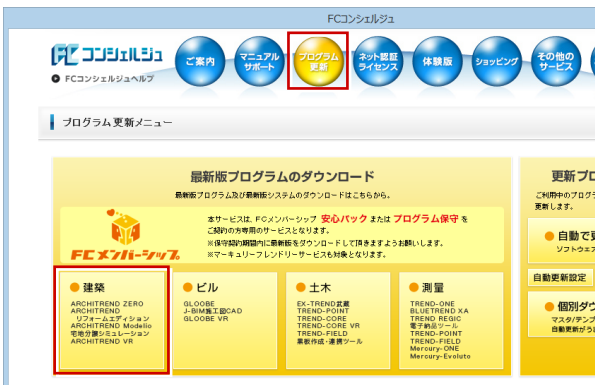 FCコンシェルジュ
FC コンシェルジュ
FCコンシェルジュヘルプ
ご案内
マニュアル
サポート
プログラム
更新
ネット認証
ライセンス
体験版
ショッピング
その他の
サービス
プログラム更新メニュー
最新版プログラムのダウンロード
最新版プログラム及び最新版システムのダウンロードはこちらから。
FCメンバーシップ
本サービスは、FCメンバーシップ 安心パック または プログラム保守 を
ご契約の方専用のサービスとなります。
※保守契約期間内に最新版をダウンロードして頂きますようお願いします。
※マーキュリーフレンドリーサービスも対象となります。
建築
ARCHITREND ZERO
ARCHITREND
リフォームエディション
ARCHITREND Modelio
宅地分譲シミュレーション
ARCHITREND VR
ビル
GLOOBE
J-BIM施工図CAD
GLOOBE VR
土木
EX-TREND武蔵
TREND-POINT
TREND-CORE
TREND-CORE VR
TREND-FIELD
黒板作成・連携ツール
測量
TREND-ONE
BLUETREND XA
TREND REGIC
電子納品ツール
TREND-POINT
TREND-FIELD
Mercury-ONE
Mercury-Evoluto
更新プロ
ご利用中のプログラ
更新します。
自動で更
ソフトウェア
自動更新設定
個別ダウ
マスタ/テンプ
自動更新がうま